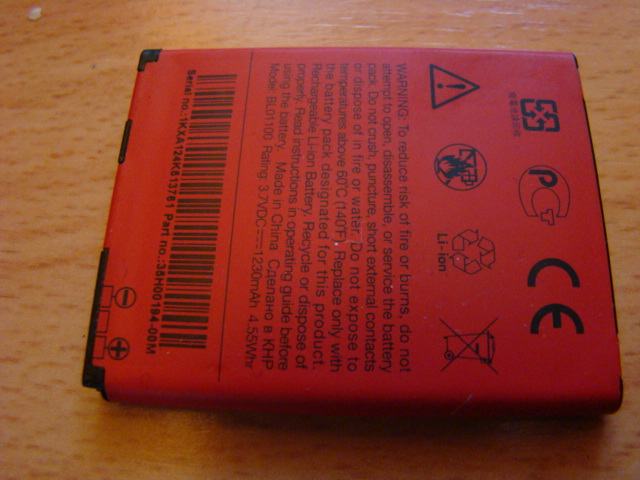 Li-ion
WARNING: To reduce risk of fire or burns, do not
attempt to open, disassemble, or service the battery
pack. Do not crush, puncture, short external contacts
or dispose of in fire or water. Do not expose to
temperatures above 60°C (140°F). Replace only with
the battery pack designated for this product.
Rechargeable Li-ion Battery. Recycle or dispose of
properly. Read instructions in operating guide before
using the battery. Made in China Сделано в КНР
Model: BL01100 Rating: 3.7VDC⎓1230mAh 4.55Whr
Serial no.:1KXA124K613761 Part no.:35H00194-00M